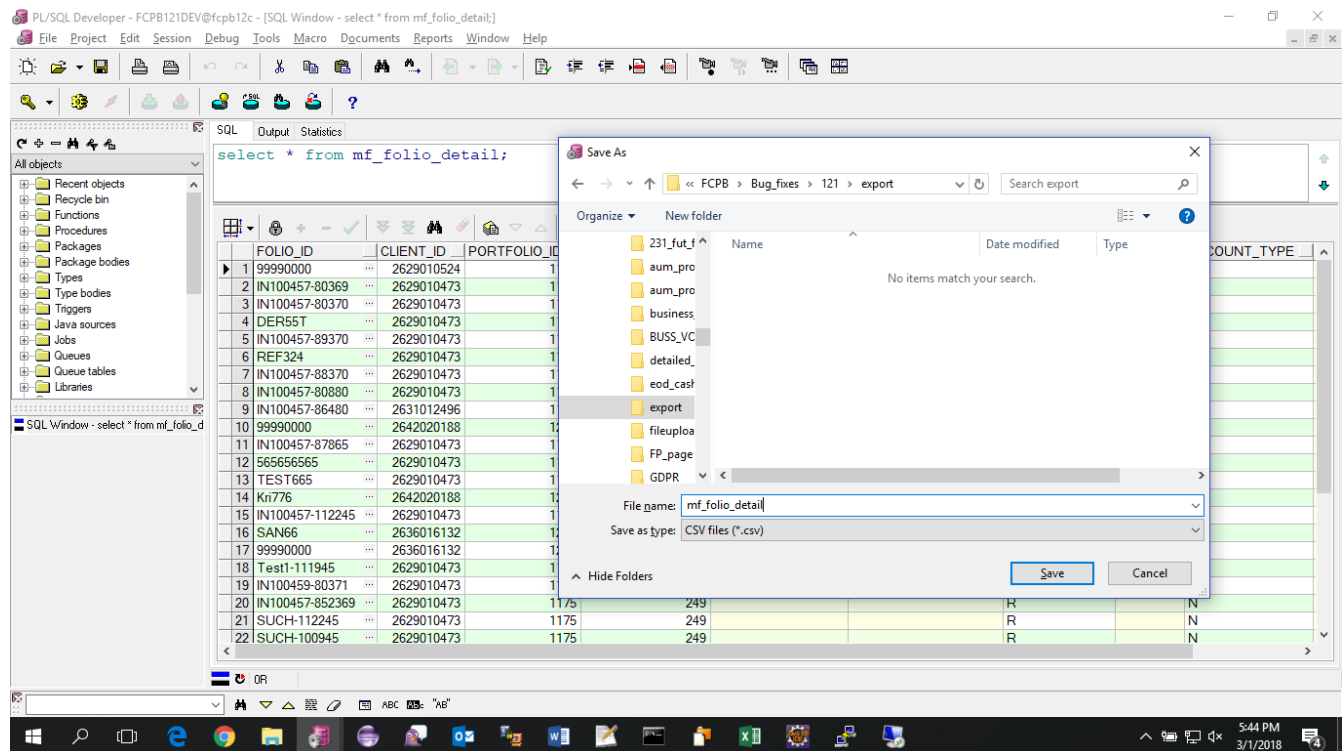 PL/SQL Developer - FCPB121DEV@fcpb12c - [SQL Window - select * from mf_folio_detail;]
File Project Edit Session Debug Tools Macro Documents Reports Window Help
SQL Output Statistics
select * from mf_folio_detail;
All objects
Recent objects
Recycle bin
Functions
Procedures
Packages
Package bodies
Types
Type bodies
Triggers
Java sources
Jobs
Queues
Queue tables
Libraries
SQL Window - select * from mf_folio_d
FOLIO_ID CLIENT_ID PORTFOLIO_ID COUNT_TYPE
1 99990000 ... 2629010524
2 IN100457-80369 ... 2629010473
3 IN100457-80370 ... 2629010473
4 DER55T ... 2629010473
5 IN100457-89370 ... 2629010473
6 REF324 ... 2629010473
7 IN100457-88370 ... 2629010473
8 IN100457-80880 ... 2629010473
9 IN100457-86480 ... 2631012496
10 99990000 ... 2642020188
11 IN100457-87865 ... 2629010473
12 565656565 ... 2629010473
13 TEST665 ... 2629010473
14 Kri776 ... 2642020188
15 IN100457-112245 ... 2629010473
16 SAN66 ... 2636016132
17 99990000 ... 2636016132
18 Test1-111945 ... 2629010473
19 IN100459-80371 ... 2629010473
20 IN100457-852369 ... 2629010473 1175 249 R N
21 SUCH-112245 ... 2629010473 1175 249 R N
22 SUCH-100945 ... 2629010473 1175 249 R N
Save As
« FCPB > Bug_fixes > 121 > export
Search export
Organize New folder
Name Date modified Type
No items match your search.
231_fut_f
aum_pro
aum_pro
business_
BUSS_VC
detailed_
eod_cash
export
fileuploa
FP_page
GDPR
File name: mf_folio_detail
Save as type: CSV files (*.csv)
Hide Folders
Save Cancel
0R
ABC "AB"
5:44 PM
3/1/2018